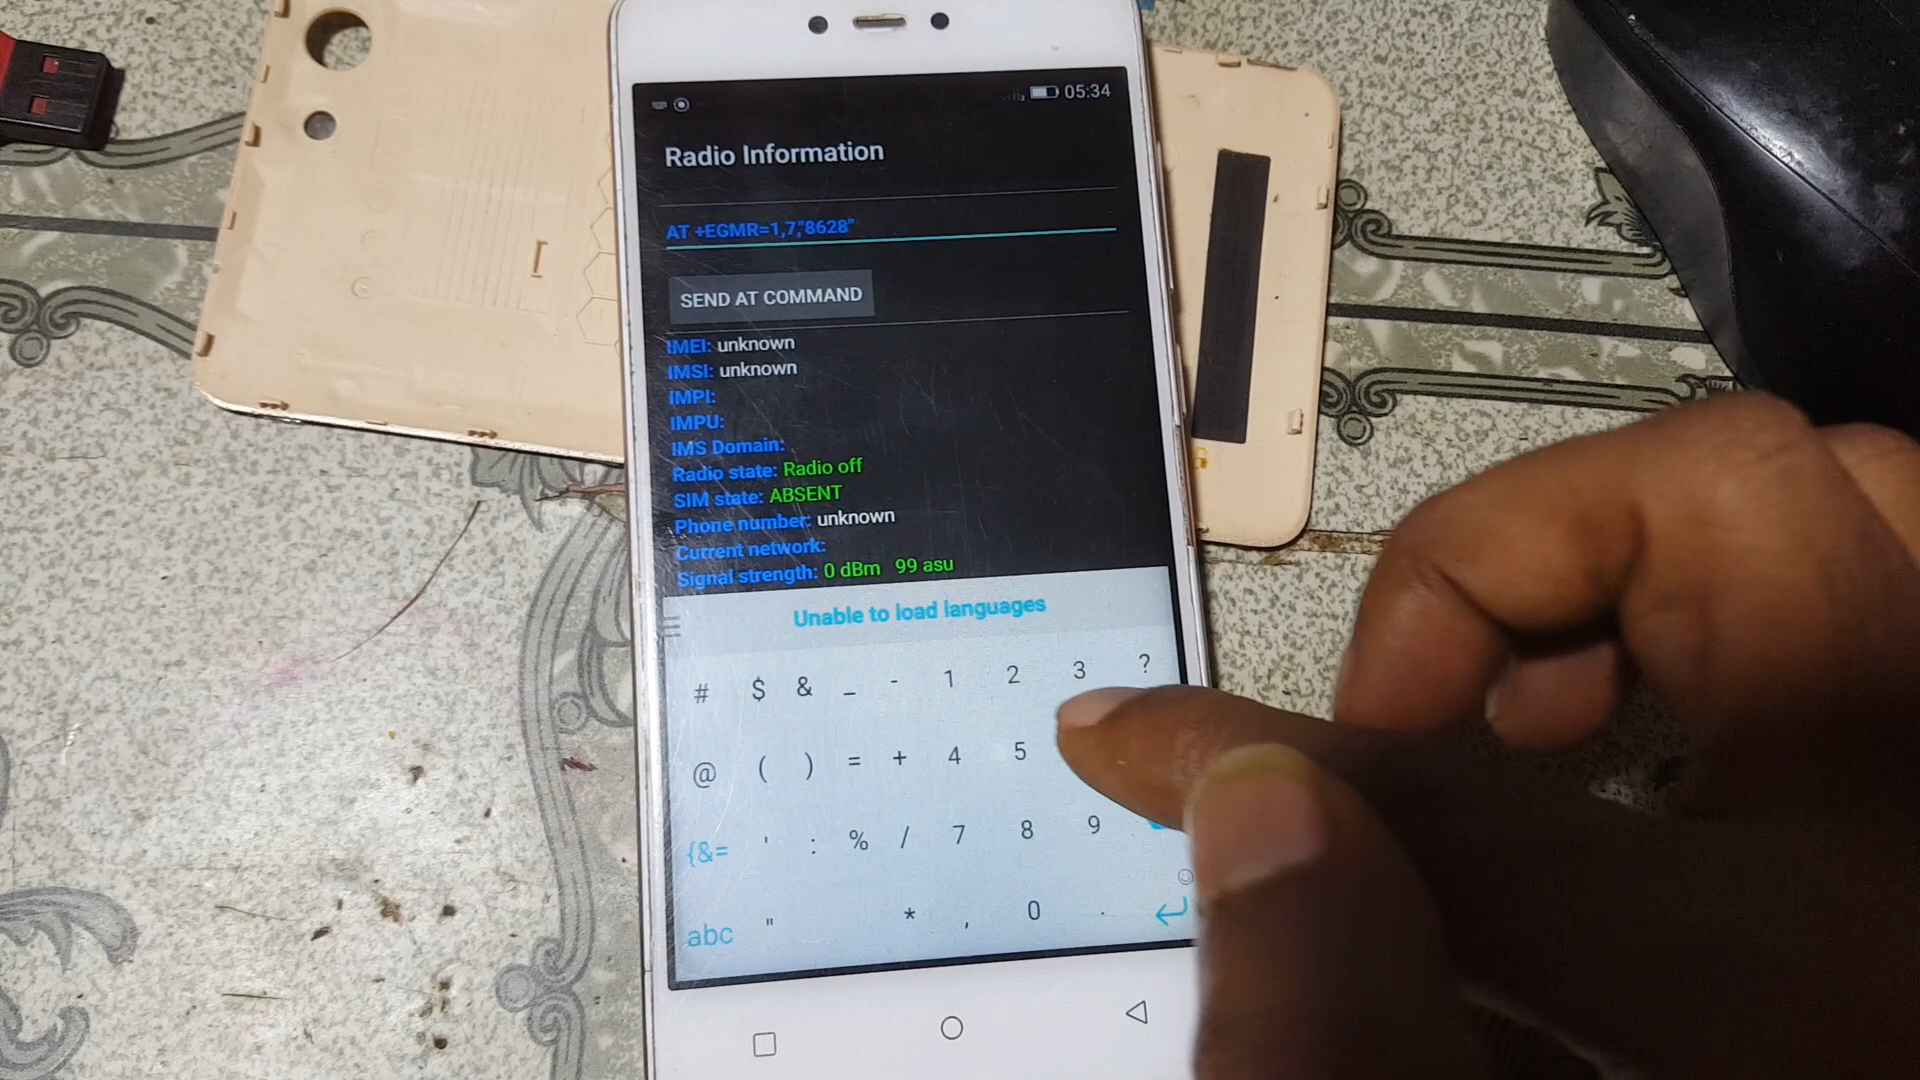 05:34
Radio Information
AT +EGMR=1,7,"8628"
SEND AT COMMAND
IMEI: unknown
IMSI: unknown
IMPI:
IMPU:
IMS Domain:
Radio state: Radio off
SIM state: ABSENT
Phone number: unknown
Current network:
Signal strength: 0 dBm 99 asu
Unable to load languages
# $ & _ - 1 2 3 ?
@ ( ) = + 4 5
{&= ' : % / 7 8 9
abc " * , 0 .